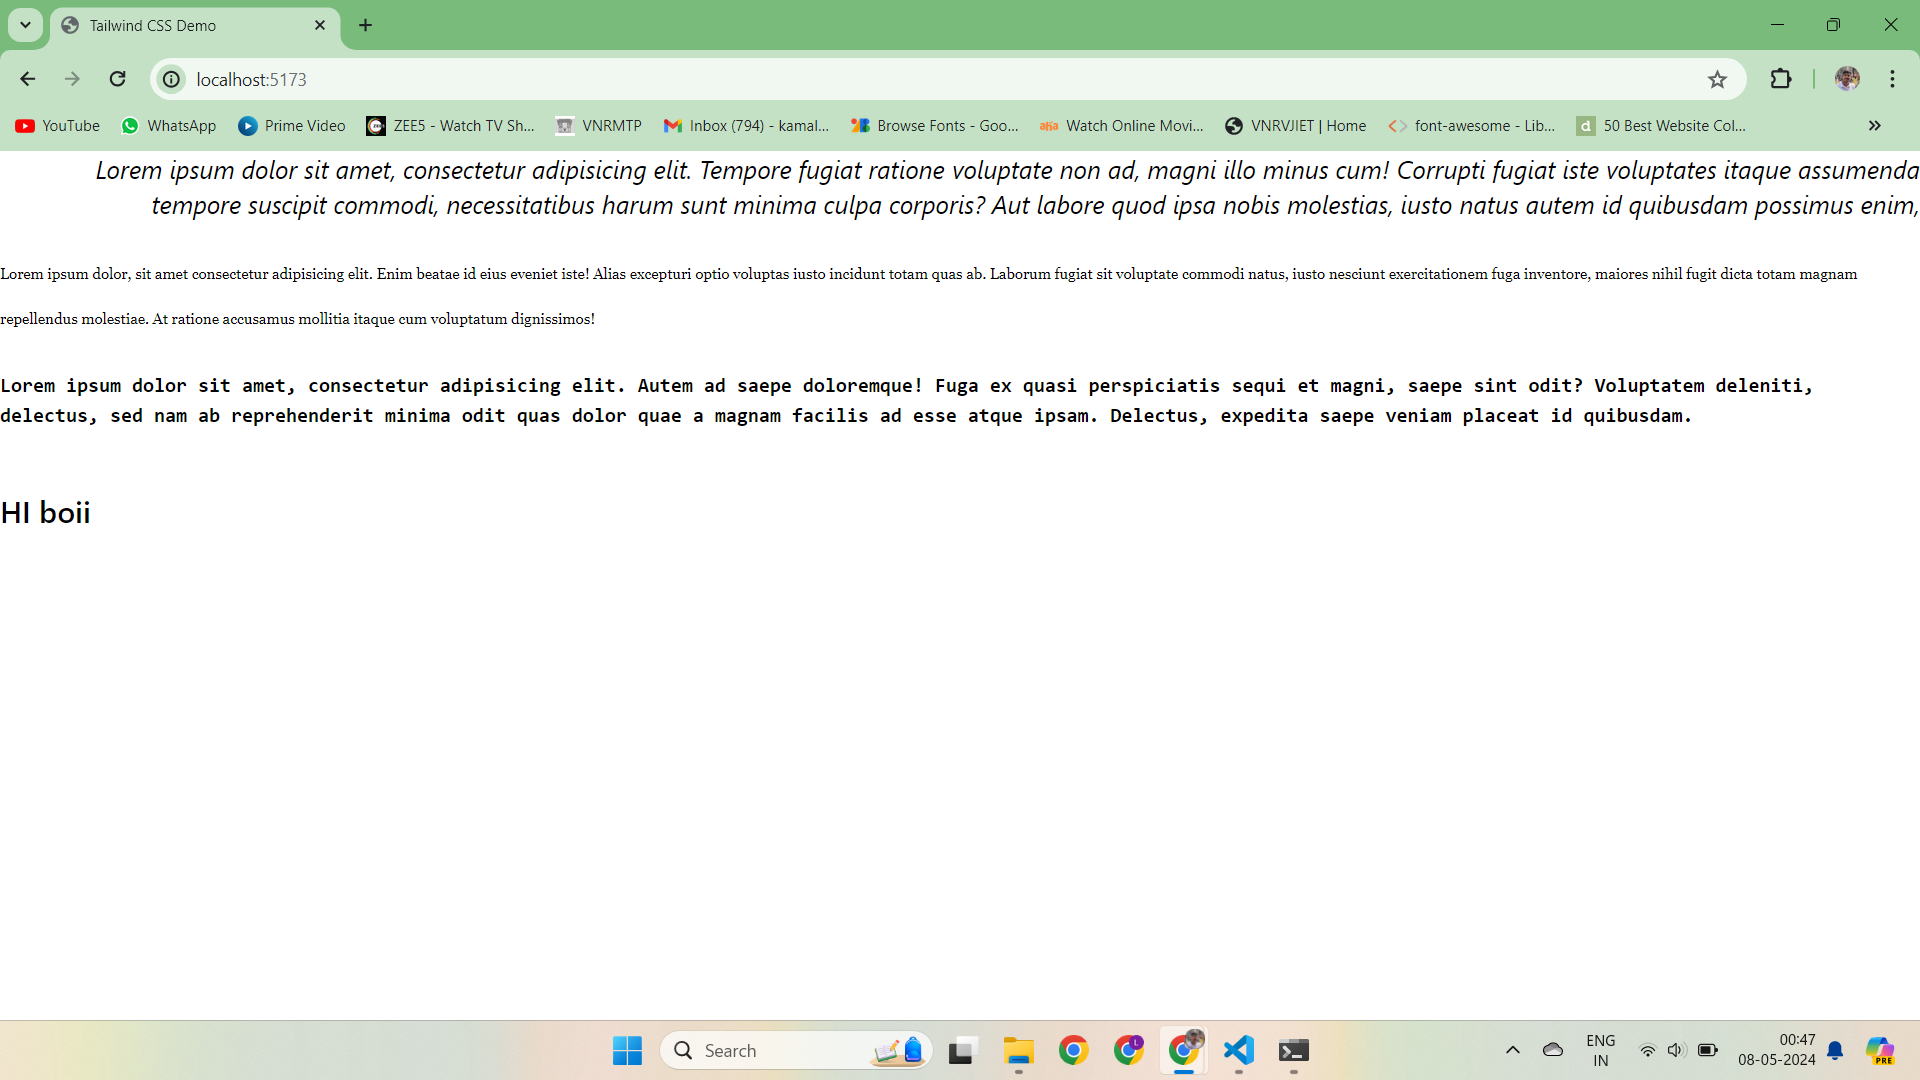 Tailwind CSS Demo
localhost:5173
YouTube WhatsApp Prime Video ZEE5 - Watch TV Sh... VNRMTP Inbox (794) - kamal... Browse Fonts - Goo... aha Watch Online Movi... VNRVJIET | Home font-awesome - Lib... d 50 Best Website Col...
Lorem ipsum dolor sit amet, consectetur adipisicing elit. Tempore fugiat ratione voluptate non ad, magni illo minus cum! Corrupti fugiat iste voluptates itaque assumenda
tempore suscipit commodi, necessitatibus harum sunt minima culpa corporis? Aut labore quod ipsa nobis molestias, iusto natus autem id quibusdam possimus enim,
Lorem ipsum dolor, sit amet consectetur adipisicing elit. Enim beatae id eius eveniet iste! Alias excepturi optio voluptas iusto incidunt totam quas ab. Laborum fugiat sit voluptate commodi natus, iusto nesciunt exercitationem fuga inventore, maiores nihil fugit dicta totam magnam
repellendus molestiae. At ratione accusamus mollitia itaque cum voluptatum dignissimos!
Lorem ipsum dolor sit amet, consectetur adipisicing elit. Autem ad saepe doloremque! Fuga ex quasi perspiciatis sequi et magni, saepe sint odit? Voluptatem deleniti,
delectus, sed nam ab reprehenderit minima odit quas dolor quae a magnam facilis ad esse atque ipsam. Delectus, expedita saepe veniam placeat id quibusdam.
HI boii
Search
L
ENG
IN
00:47
08-05-2024
PRE